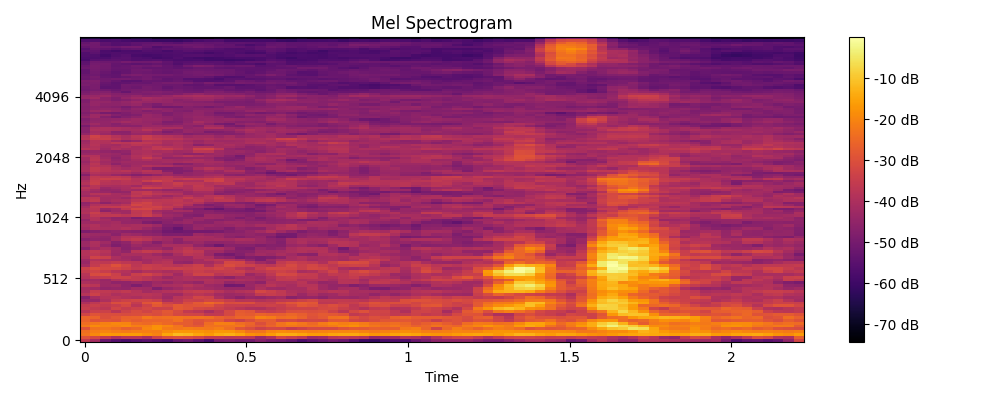 Mel Spectrogram
Hz
4096
2048
1024
512
0
0
0.5
1
1.5
2
Time
-10 dB
-20 dB
-30 dB
-40 dB
-50 dB
-60 dB
-70 dB